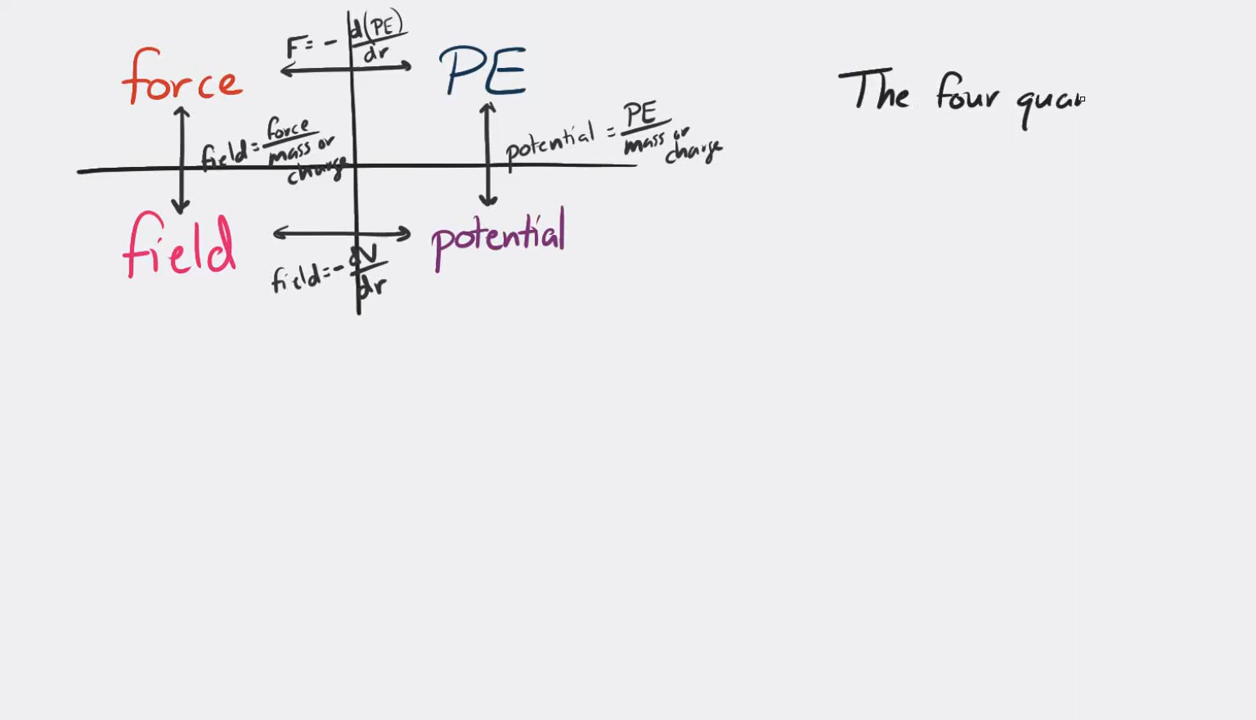 F = - d(PE)/dr
force
PE
The four quar
field = force / mass or charge
potential = PE / mass or charge
field
potential
field = - dV/dr